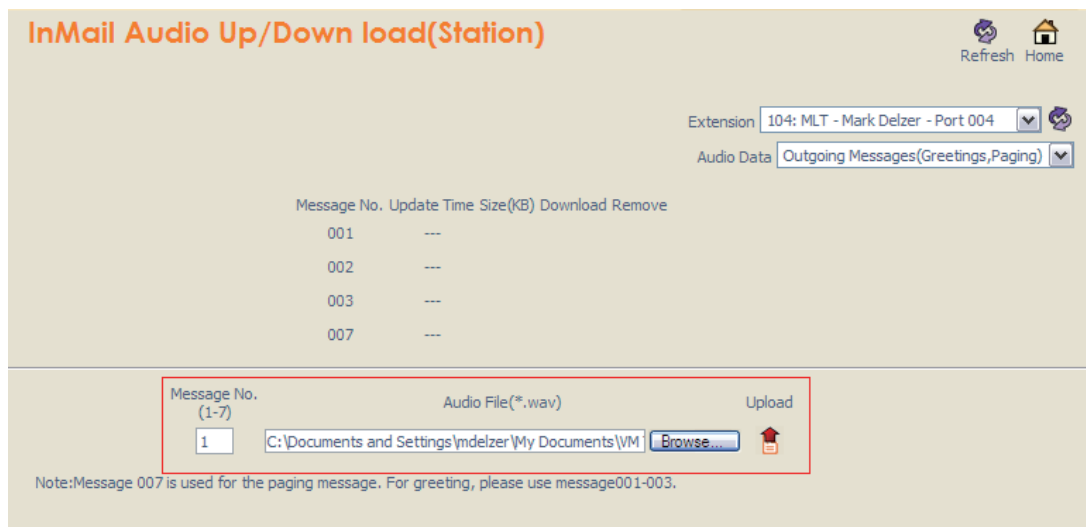 InMail Audio Up/Down load(Station)
Refresh Home
Extension 104: MLT - Mark Delzer - Port 004
Audio Data Outgoing Messages(Greetings,Paging)
Message No. Update Time Size(KB) Download Remove
001 ---
002 ---
003 ---
007 ---
Message No.
(1-7)
Audio File(*.wav)
Upload
1 C:\Documents and Settings\mdelzer\My Documents\VM Browse...
Note:Message 007 is used for the paging message. For greeting, please use message001-003.